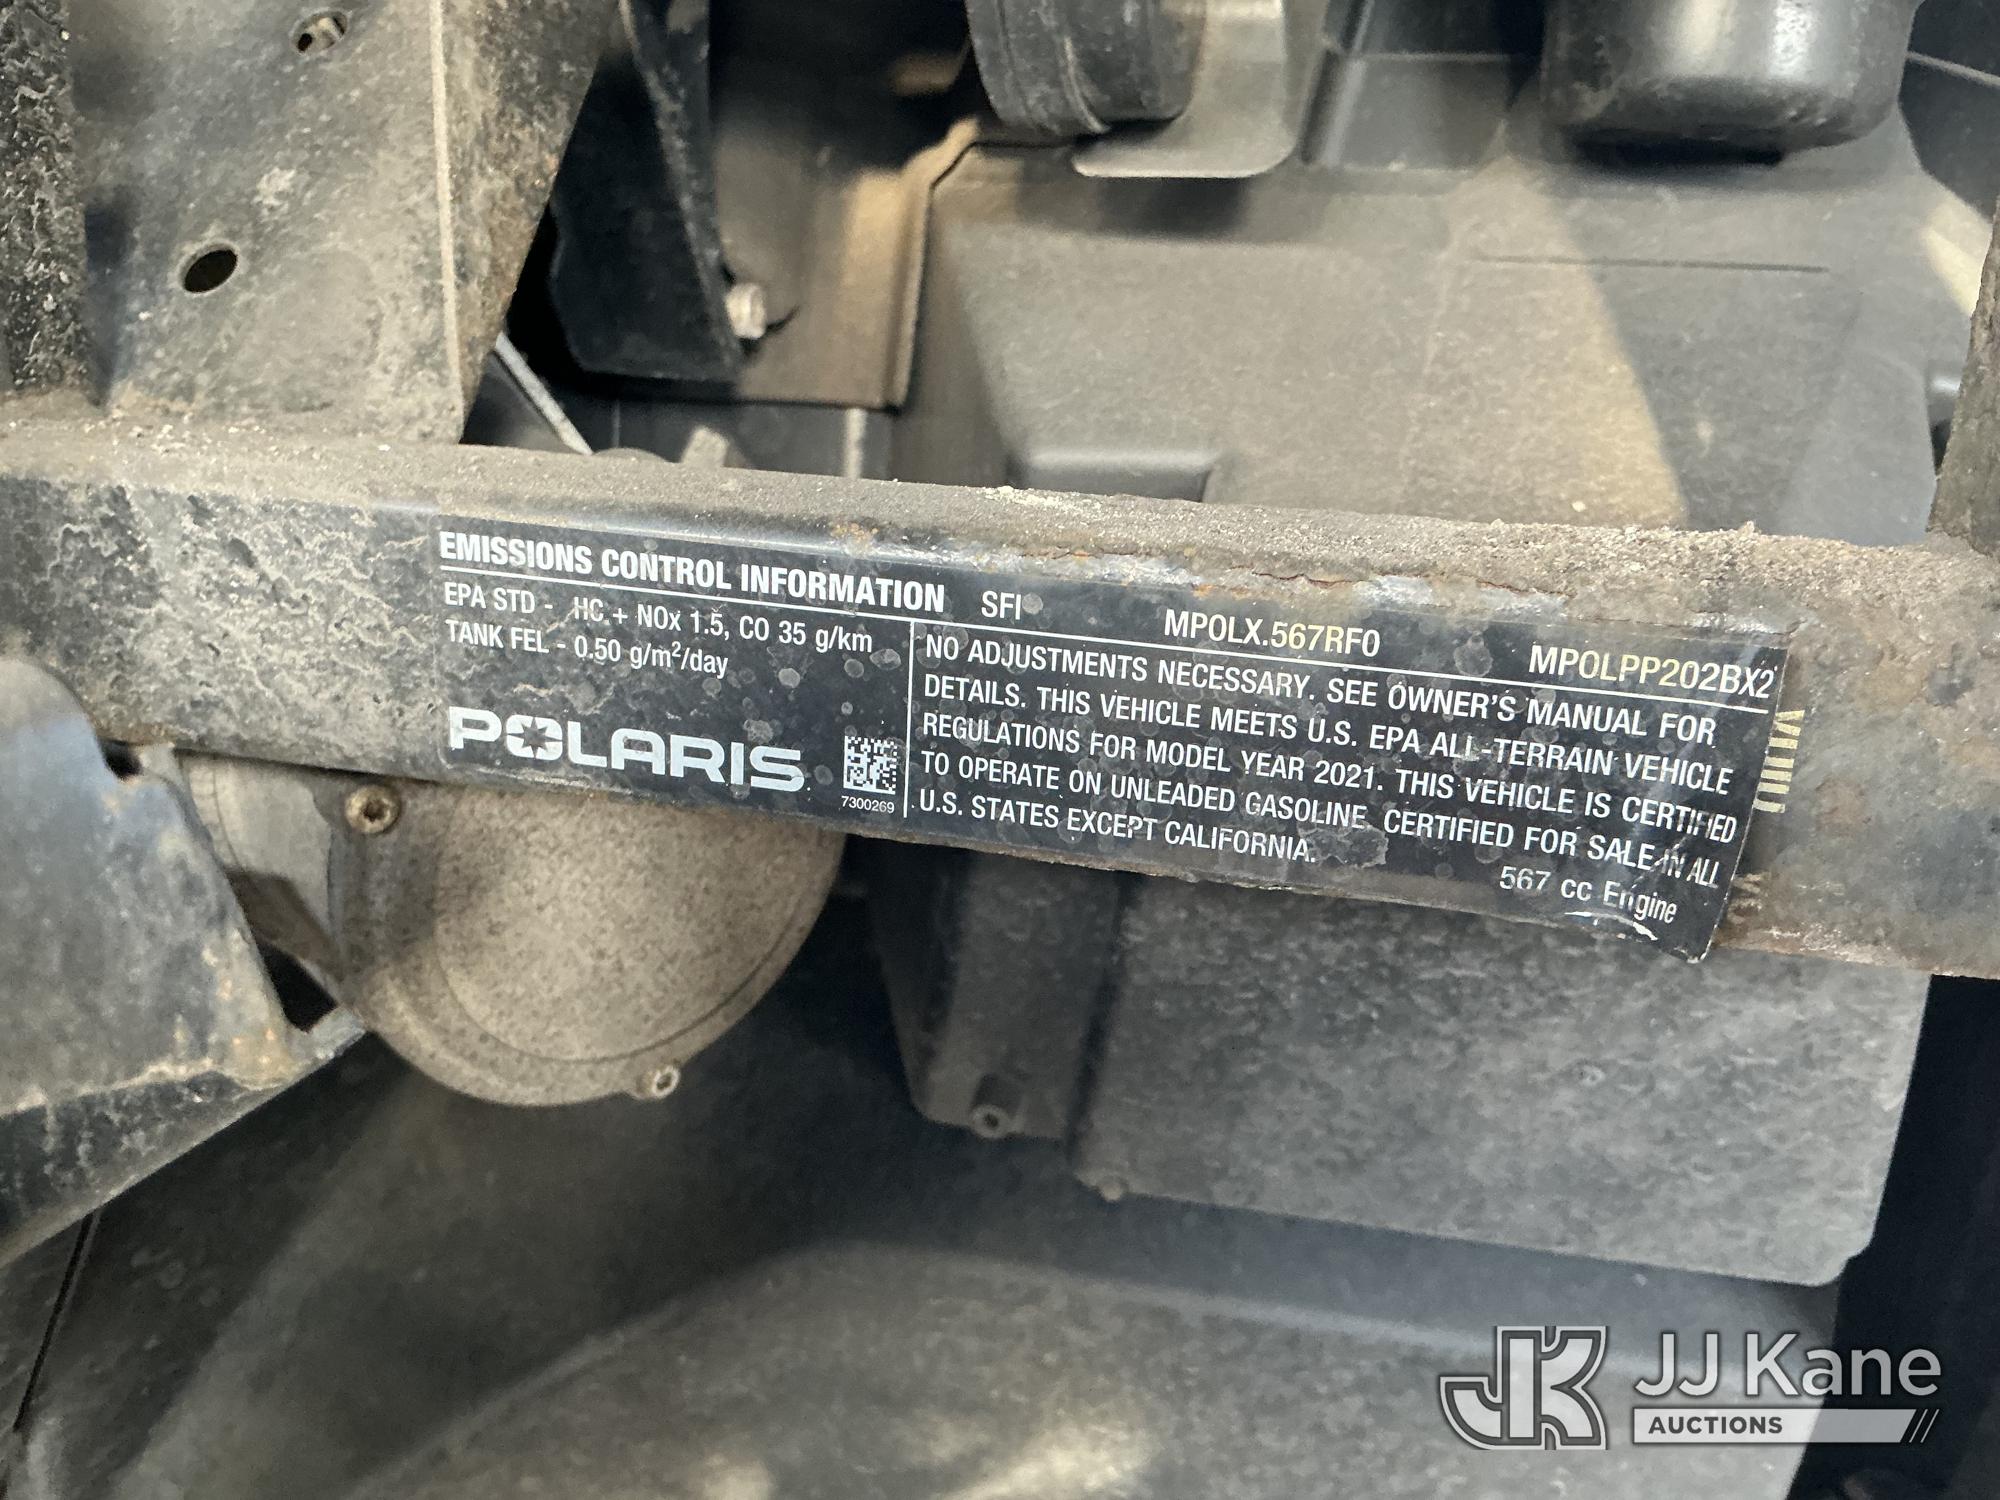 EMISSIONS CONTROL INFORMATION SFI MPOLX.567RF0 MPOLPP202BX2
EPA STD - HC + NOx 1.5, CO 35 g/km
TANK FEL - 0.50 g/m²/day
POLARIS
7300269
NO ADJUSTMENTS NECESSARY. SEE OWNER'S MANUAL FOR
DETAILS. THIS VEHICLE MEETS U.S. EPA ALL-TERRAIN VEHICLE
REGULATIONS FOR MODEL YEAR 2021. THIS VEHICLE IS CERTIFIED
TO OPERATE ON UNLEADED GASOLINE. CERTIFIED FOR SALE IN ALL
U.S. STATES EXCEPT CALIFORNIA.
567 cc Engine
JK JJ Kane
AUCTIONS